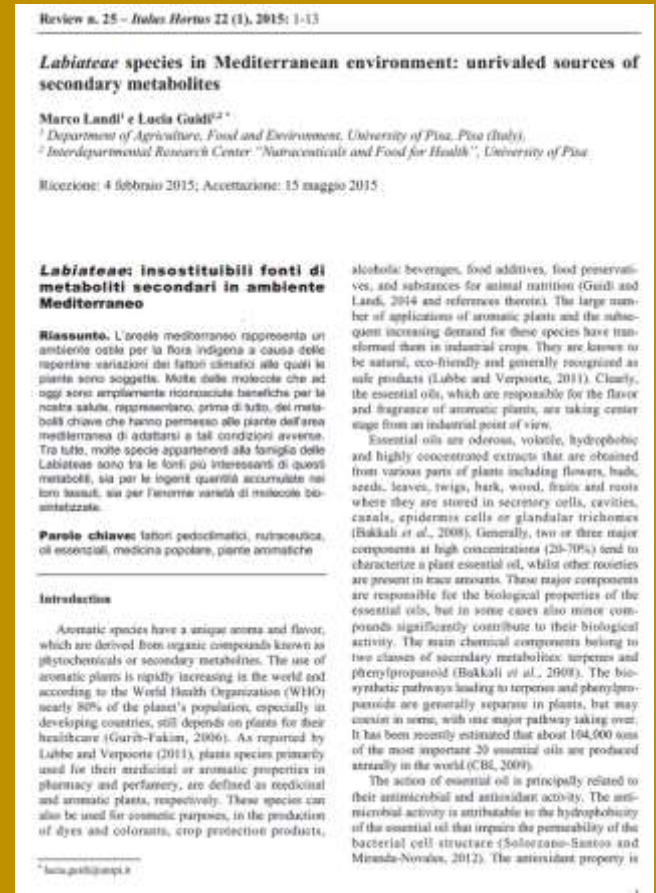 Review n. 25 – Italus Hortus 22 (1), 2015: 1-13
Labiateae species in Mediterranean environment: unrivaled sources of
secondary metabolites
Marco Landi¹ e Lucia Guidi¹,² *
¹ Department of Agriculture, Food and Environment, University of Pisa, Pisa (Italy),
² Interdepartmental Research Center "Nutraceuticals and Food for Health", University of Pisa
Ricezione: 4 febbraio 2015; Accettazione: 15 maggio 2015
Labiateae: insostituibili fonti di
metaboliti secondari in ambiente
Mediterraneo
Riassunto. L'areale mediterraneo rappresenta un
ambiente ostile per la flora indigena a causa delle
repentine variazioni dei fattori climatici alle quali le
piante sono soggette. Molte delle molecole che ad
oggi sono ampliamente riconosciute benefiche per la
nostra salute, rappresentano, prima di tutto, dei meta-
boliti chiave che hanno permesso alle piante dell'area
mediterranea di adattarsi a tali condizioni avverse.
Tra tutte, molte specie appartenenti alla famiglia delle
Labiateae sono fra le fonti più interessanti di questi
metaboliti, sia per le ingenti quantità accumulate nei
loro tessuti, sia per l'enorme varietà di molecole bio-
sintetizzate.
Parole chiave: fattori pedoclimatici, nutraceutica,
oli essenziali, medicina popolare, piante aromatiche
Introduction
Aromatic species have a unique aroma and flavor,
which are derived from organic compounds known as
phytochemicals or secondary metabolites. The use of
aromatic plants is rapidly increasing in the world and
according to the World Health Organization (WHO)
nearly 80% of the planet's population, especially in
developing countries, still depends on plants for their
healthcare (Gurib-Fakim, 2006). As reported by
Lubbe and Verpoorte (2011), plants species primarily
used for their medicinal or aromatic properties in
pharmacy and perfumery, are defined as medicinal
and aromatic plants, respectively. These species can
also be used for cosmetic purposes, in the production
of dyes and colorants, crop protection products,
* lucia.guidi@unipi.it
alcoholic beverages, food additives, food preservati-
ves, and substances for animal nutrition (Guidi and
Landi, 2014 and references therein). The large num-
ber of applications of aromatic plants and the subse-
quent increasing demand for these species have tran-
sformed them in industrial crops. They are known to
be natural, eco-friendly and generally recognized as
safe products (Lubbe and Verpoorte, 2011). Clearly,
the essential oils, which are responsible for the flavor
and fragrance of aromatic plants, are taking center
stage from an industrial point of view.
Essential oils are odorous, volatile, hydrophobic
and highly concentrated extracts that are obtained
from various parts of plants including flowers, buds,
seeds, leaves, twigs, bark, wood, fruits and roots
where they are stored in secretory cells, cavities,
canals, epidermis cells or glandular trichomes
(Bakkali et al., 2008). Generally, two or three major
components at high concentrations (20-70%) tend to
characterize a plant essential oil, whilst other moieties
are present in trace amounts. These major components
are responsible for the biological properties of the
essential oils, but in some cases also minor com-
pounds significantly contribute to their biological
activity. The main chemical components belong to
two classes of secondary metabolites: terpenes and
phenylpropanoid (Bakkali et al., 2008). The bio-
synthetic pathways leading to terpenes and phenylpro-
panoids are generally separate in plants, but may
coexist in some, with one major pathway taking over.
It has been recently estimated that about 104,000 tons
of the most important 20 essential oils are produced
annually in the world (CBI, 2009).
The action of essential oil is principally related to
their antimicrobial and antioxidant activity. The anti-
microbial activity is attributable to the hydrophobicity
of the essential oil that impairs the permeability of the
bacterial cell structure (Solorzano-Santos and
Miranda-Novales, 2012). The antioxidant property is